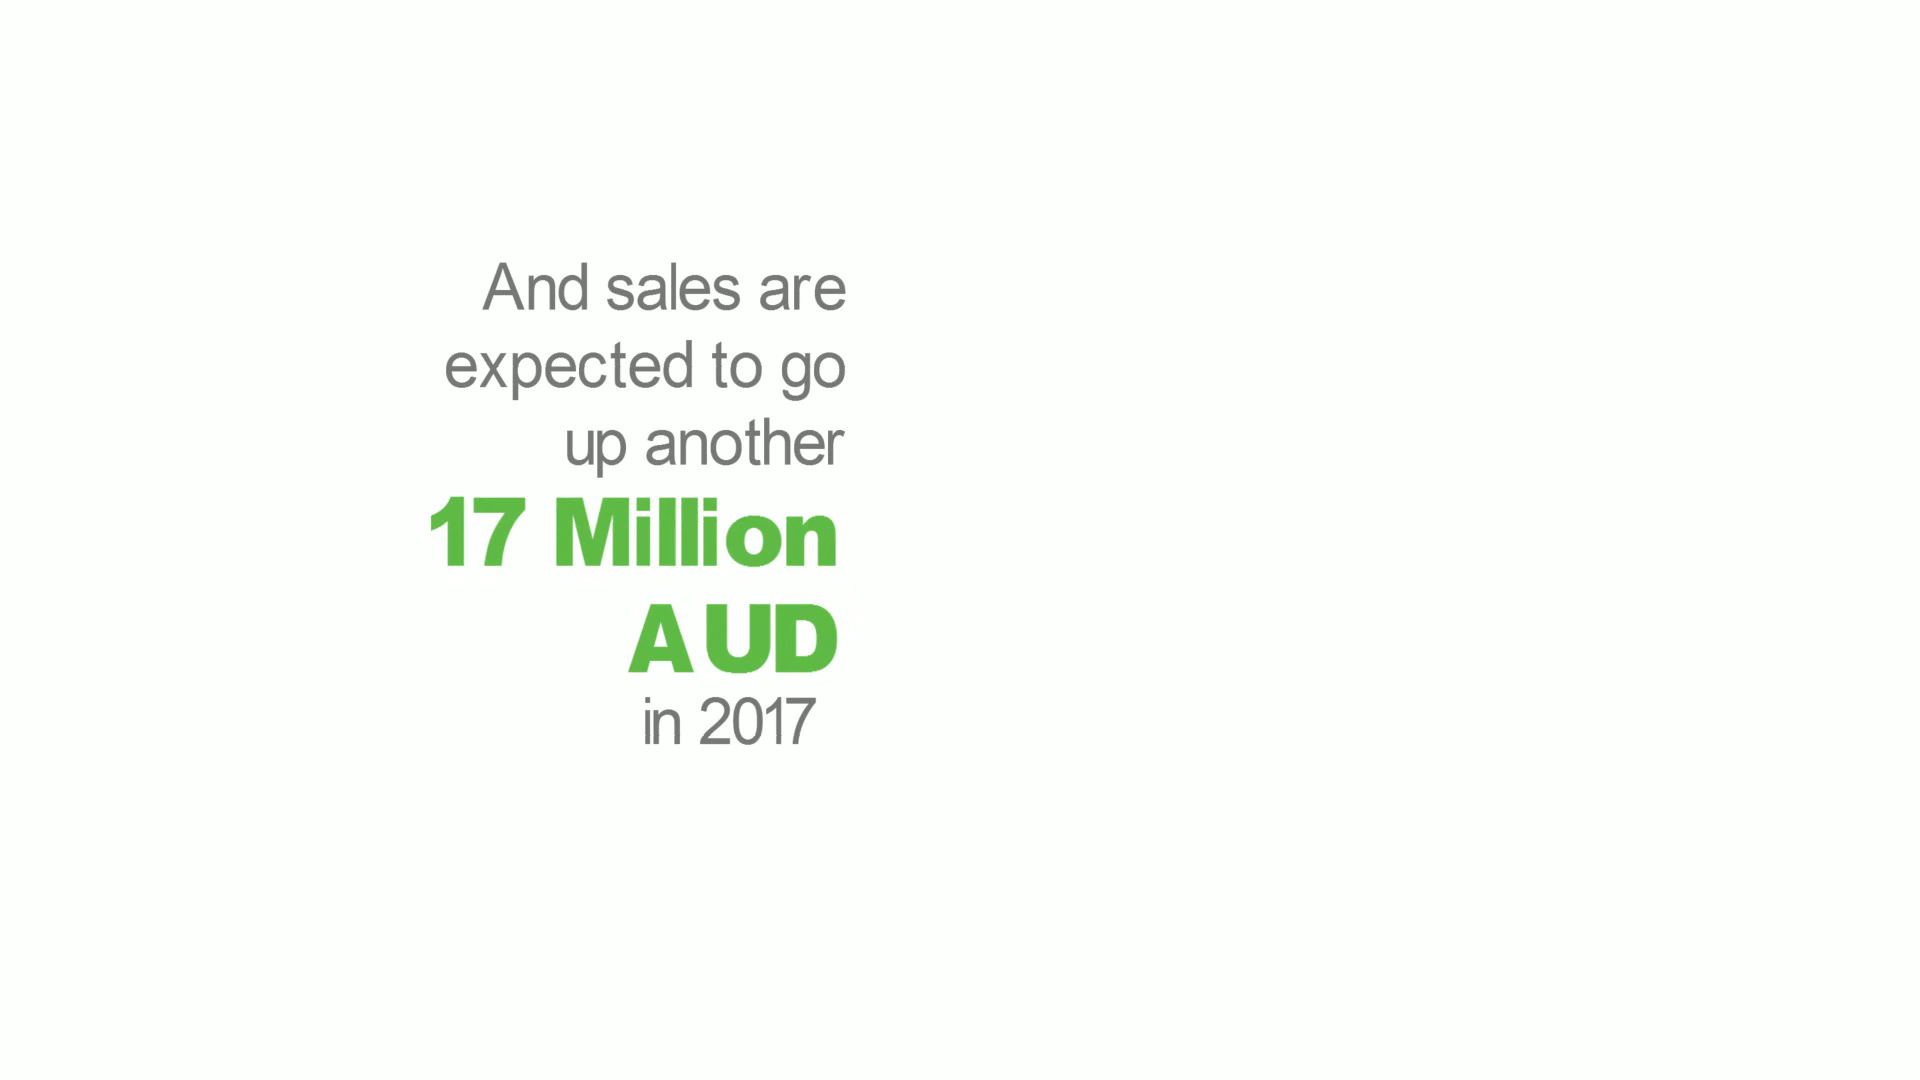 And sales are
expected to go
up another
17 Million
AUD
in 2017